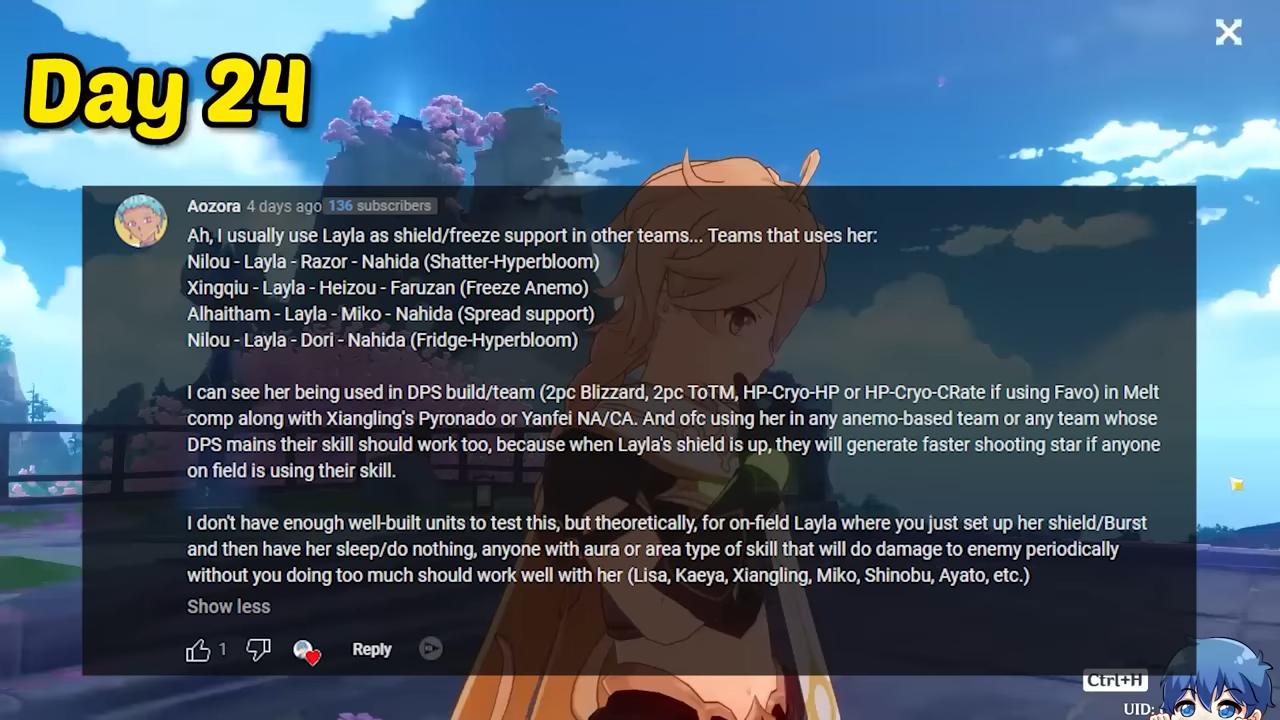 Day 24
Aozora 4 days ago 136 subscribers
Ah, I usually use Layla as shield/freeze support in other teams... Teams that uses her:
Nilou - Layla - Razor - Nahida (Shatter-Hyperbloom)
Xingqiu - Layla - Heizou - Faruzan (Freeze Anemo)
Alhaitham - Layla - Miko - Nahida (Spread support)
Nilou - Layla - Dori - Nahida (Fridge-Hyperbloom)
I can see her being used in DPS build/team (2pc Blizzard, 2pc ToTM, HP-Cryo-HP or HP-Cryo-CRate if using Favo) in Melt
comp along with Xiangling's Pyronado or Yanfei NA/CA. And ofc using her in any anemo-based team or any team whose
DPS mains their skill should work too, because when Layla's shield is up, they will generate faster shooting star if anyone
on field is using their skill.
I don't have enough well-built units to test this, but theoretically, for on-field Layla where you just set up her shield/Burst
and then have her sleep/do nothing, anyone with aura or area type of skill that will do damage to enemy periodically
without you doing too much should work well with her (Lisa, Kaeya, Xiangling, Miko, Shinobu, Ayato, etc.)
Show less
1 Reply
Ctrl+H
UID: